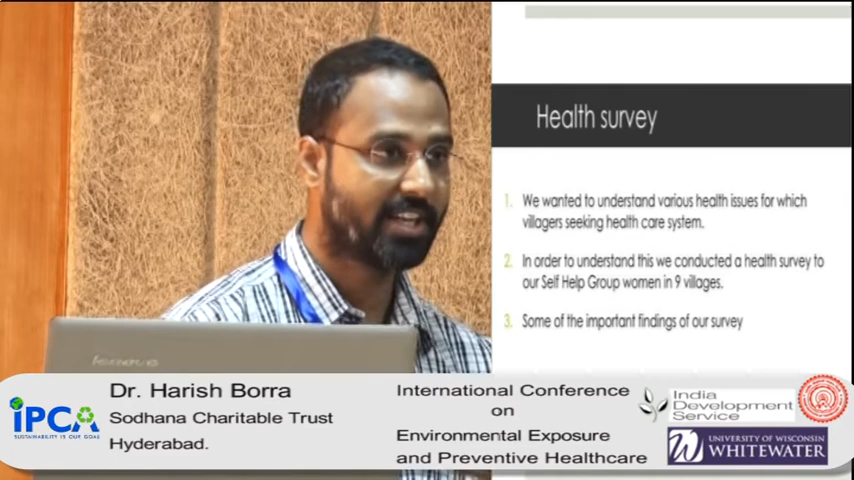 Health survey
1. We wanted to understand various health issues for which
villagers seeking health care system.
2. In order to understand this we conducted a health survey to
our Self Help Group women in 9 villages.
3. Some of the important findings of our survey
lenovo
iPCA
SUSTAINABILITY IS OUR GOAL
Dr. Harish Borra
Sodhana Charitable Trust
Hyderabad.
International Conference
on
Environmental Exposure
and Preventive Healthcare
India
Development
Service
W
UNIVERSITY OF WISCONSIN
WHITEWATER